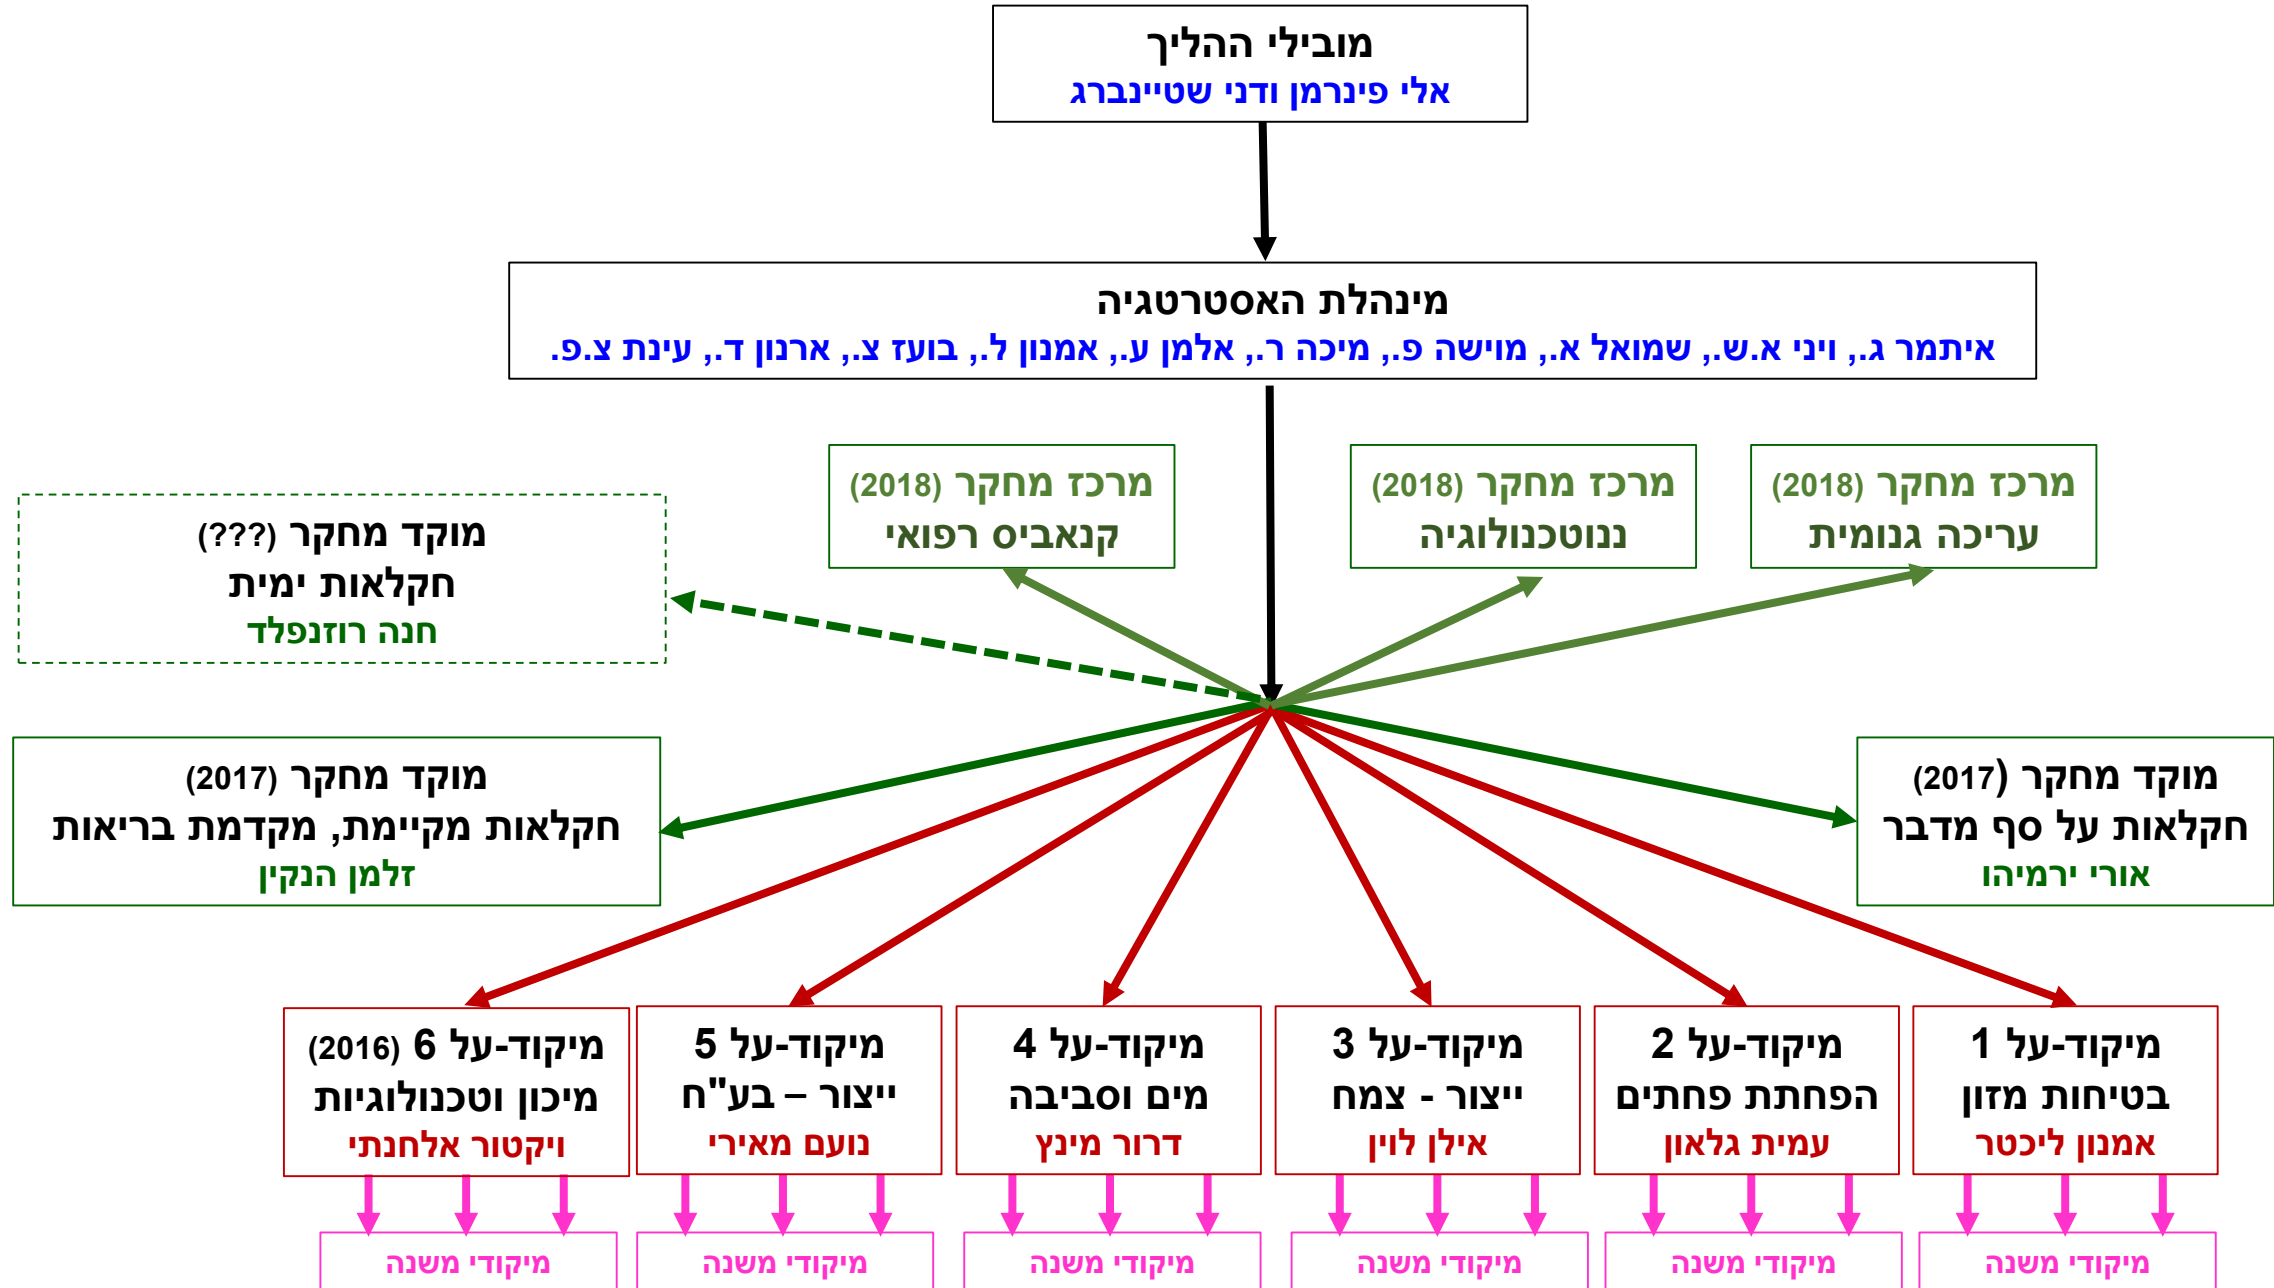 מובילי ההליך
אלי פינרמן ודני שטיינברג
מינהלת האסטרטגיה
איתמר ג., ויני א.ש., שמואל א., מוישה פ., מיכה ר., אלמן ע., אמנון ל., בועז צ., ארנון ד., עינת צ.פ.
מרכז מחקר (2018)
עריכה גנומית
מרכז מחקר (2018)
ננוטכנולוגיה
מרכז מחקר (2018)
קנאביס רפואי
מוקד מחקר (???)
חקלאות ימית
חנה רוזנפלד
מוקד מחקר (2017)
חקלאות על סף מדבר
אורי ירמיהו
מוקד מחקר (2017)
חקלאות מקיימת, מקדמת בריאות
זלמן הנקין
מיקוד-על 1
בטיחות מזון
אמנון ליכטר
מיקוד-על 2
הפחתת פחתים
עמית גלאון
מיקוד-על 3
ייצור - צמח
אילן לוין
מיקוד-על 4
מים וסביבה
דרור מינץ
מיקוד-על 5
ייצור – בע"ח
נועם מאירי
מיקוד-על 6 (2016)
מיכון וטכנולוגיות
ויקטור אלחנתי
מיקודי משנה
מיקודי משנה
מיקודי משנה
מיקודי משנה
מיקודי משנה
מיקודי משנה